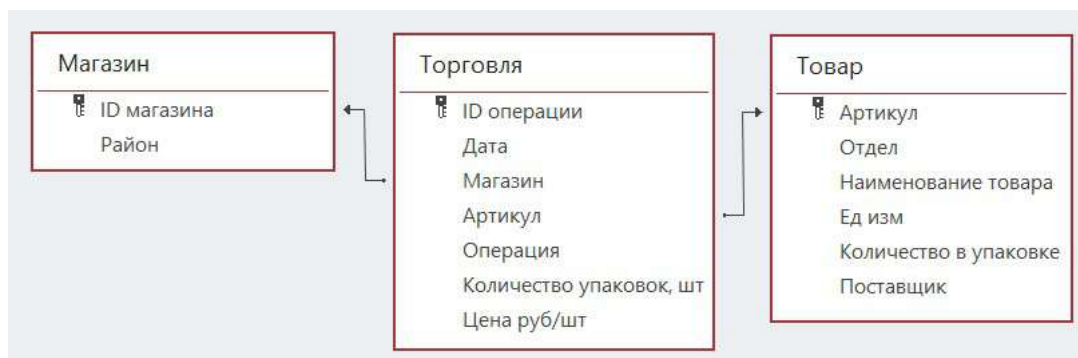 Магазин
ID магазина
Район
Торговля
ID операции
Дата
Магазин
Артикул
Операция
Количество упаковок, шт
Цена руб/шт
Товар
Артикул
Отдел
Наименование товара
Ед изм
Количество в упаковке
Поставщик